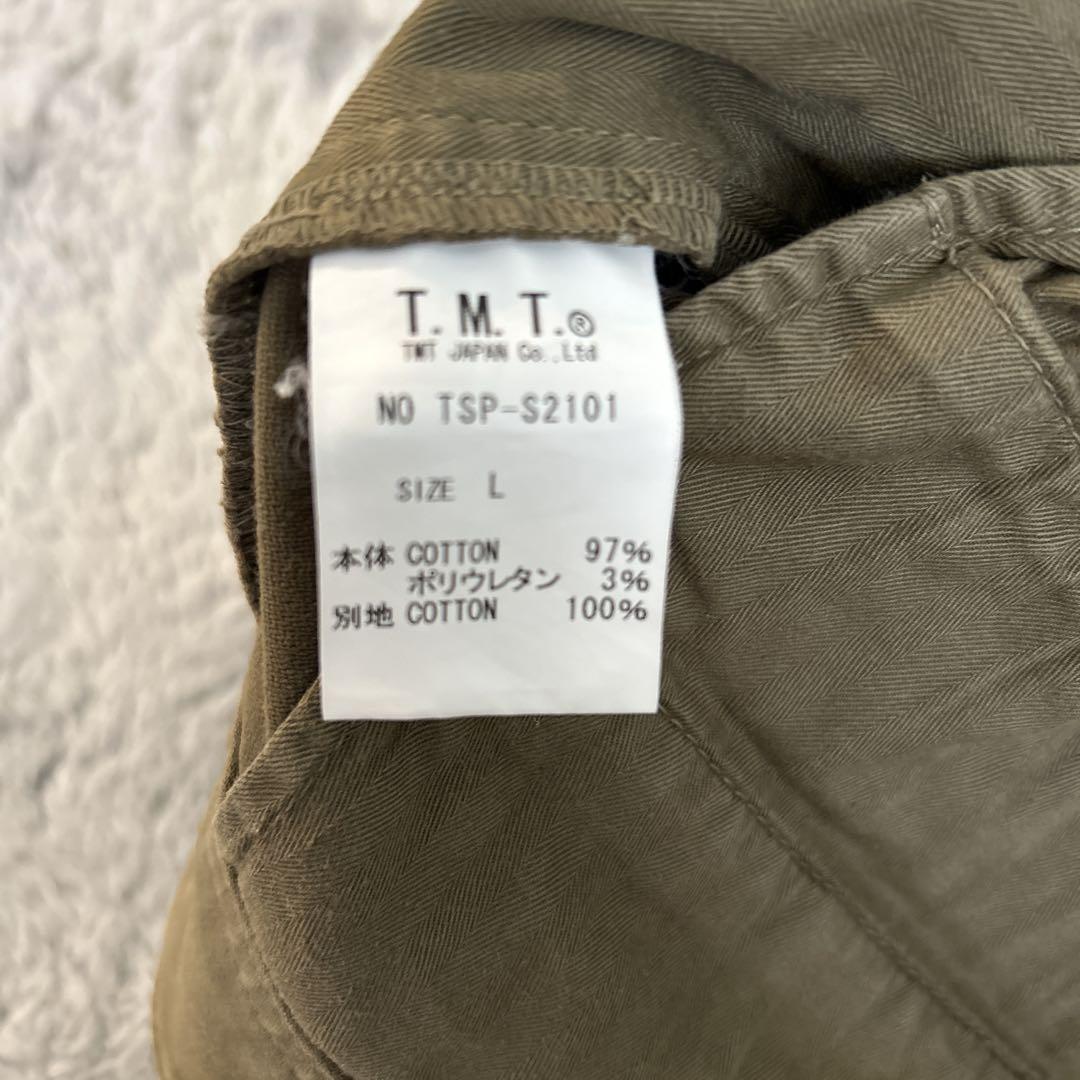 T.M.T.®
TMT JAPAN Co.,Ltd
NO TSP-S2101
SIZE L
本体 COTTON 97%
ポリウレタン 3%
別地 COTTON 100%